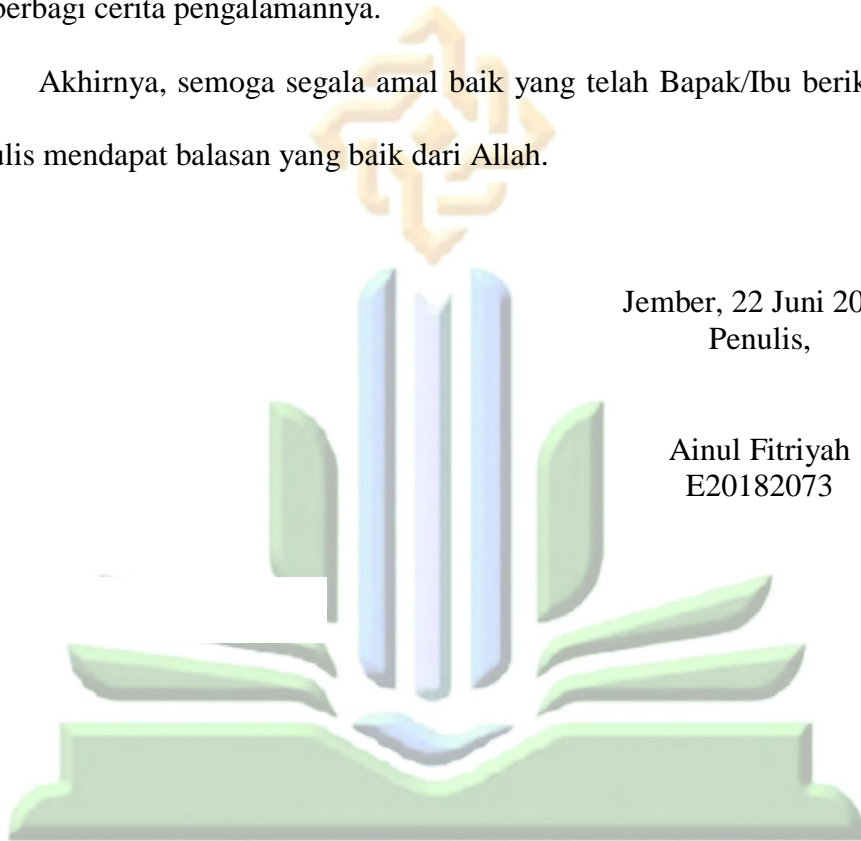 berbagi cerita pengalamannya.
Akhirnya, semoga segala amal baik yang telah Bapak/Ibu berik
ulis mendapat balasan yang baik dari Allah.
Jember, 22 Juni 20
Penulis,
Ainul Fitriyah
E20182073